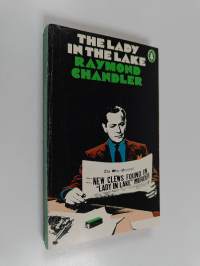 THE LADY
IN THE LAKE
RAYMOND
CHANDLER
NEW CLEWS FOUND IN
"LADY IN LAKE" MURDER